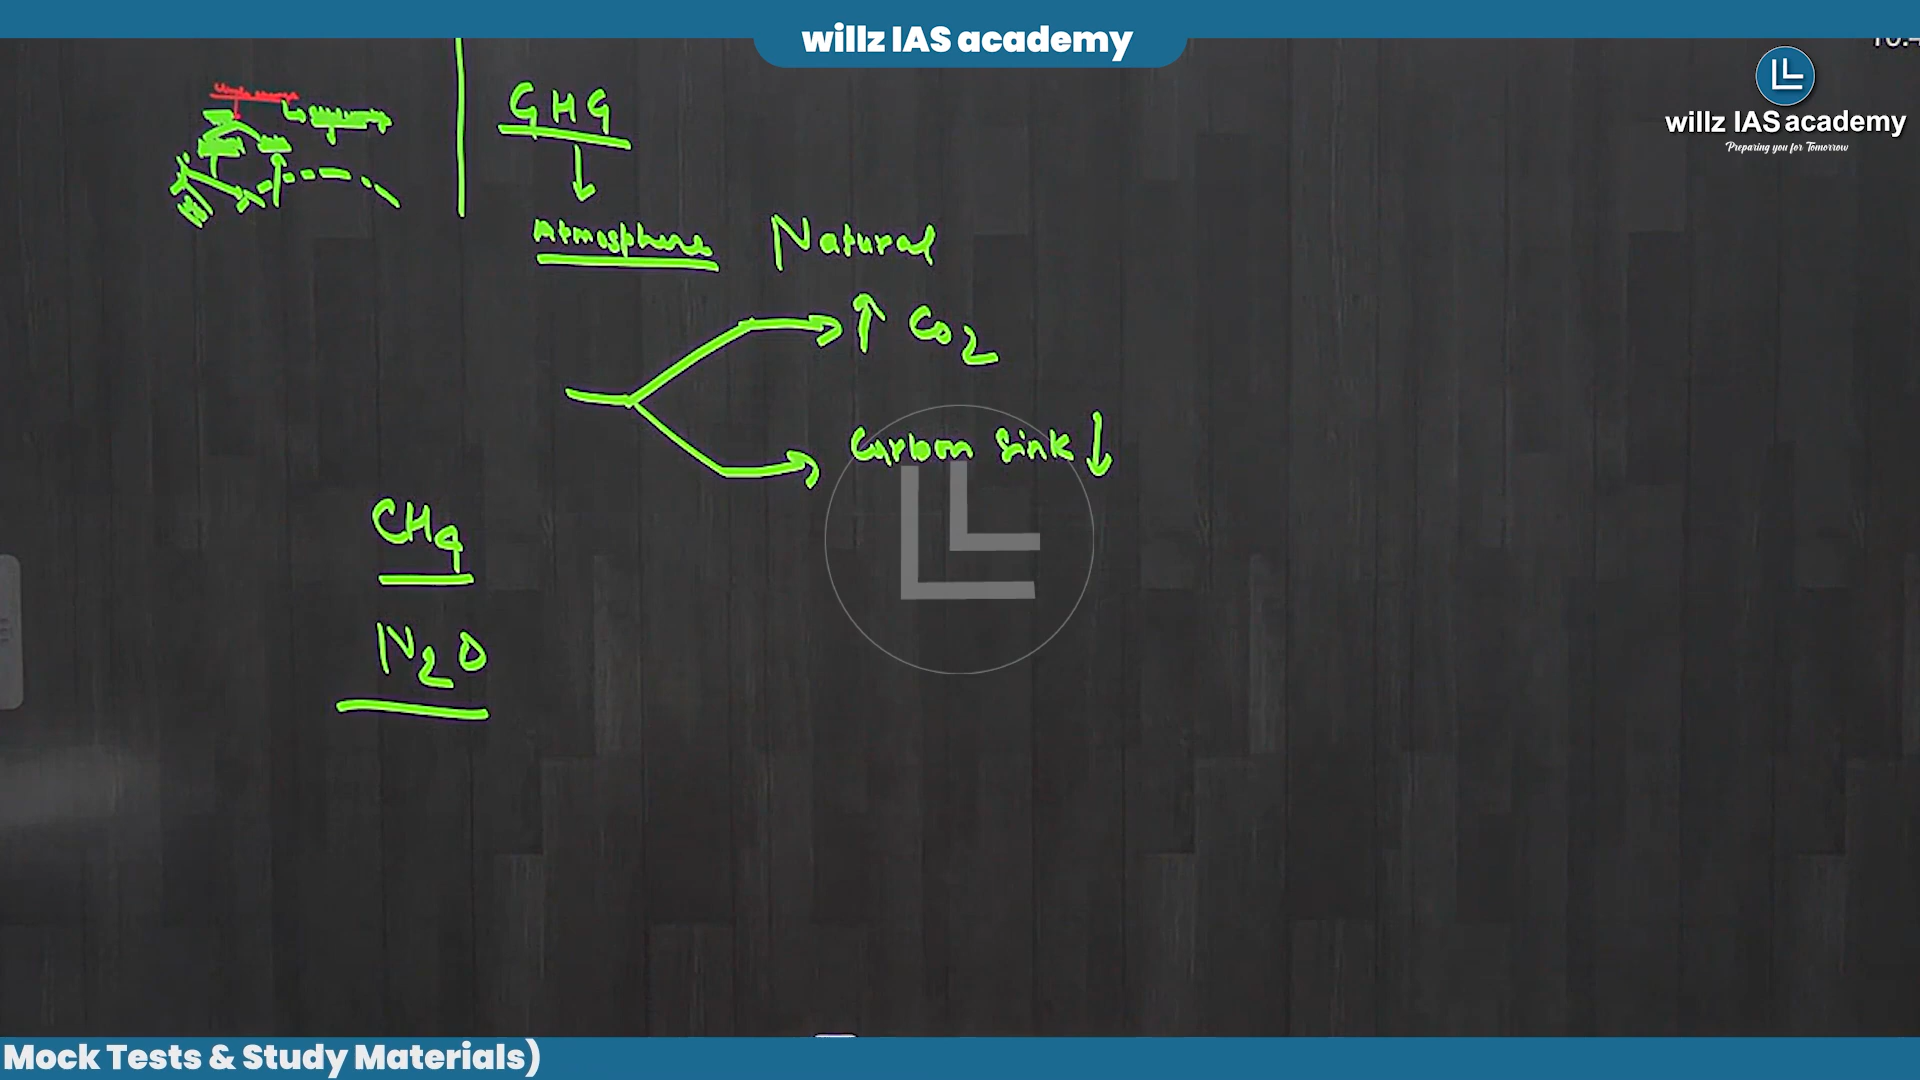 willz IAS academy
willz IAS academy
Preparing you for Tomorrow
GHG
Atmosphere Natural
↑ CO2
Carbon Sink ↓
CH4
N2O
Mock Tests & Study Materials)